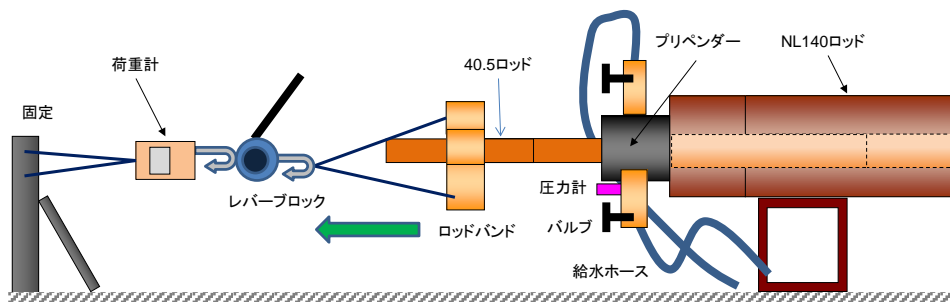 プリペンダー
NL140ロッド
荷重計
40.5ロッド
固定
圧力計
レバーブロック
ロッドバンド
バルブ
給水ホース